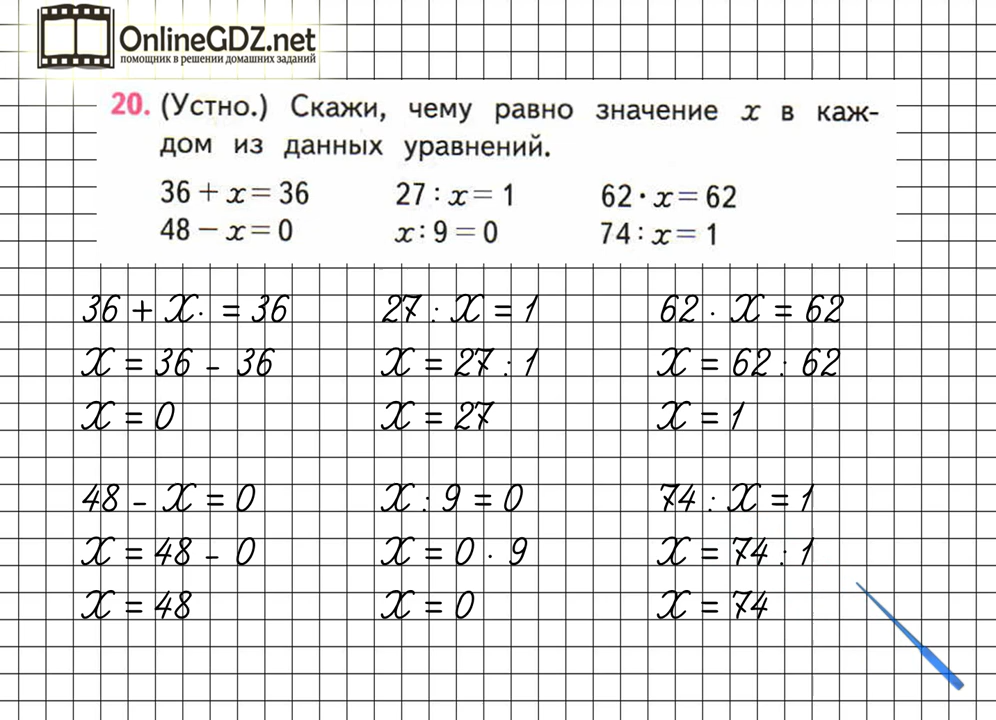 OnlineGDZ.net
помощник в решении домашних заданий
20. (Устно.) Скажи, чему равно значение x в каж-
дом из данных уравнений.
36 + x = 36 27 : x = 1 62 · x = 62
48 − x = 0 x : 9 = 0 74 : x = 1
36 + X· = 36 27 : X = 1 62 · X = 62
X = 36 - 36 X = 27 : 1 X = 62 : 62
X = 0 X = 27 X = 1
48 - X = 0 X : 9 = 0 74 : X = 1
X = 48 - 0 X = 0 · 9 X = 74 : 1
X = 48 X = 0 X = 74